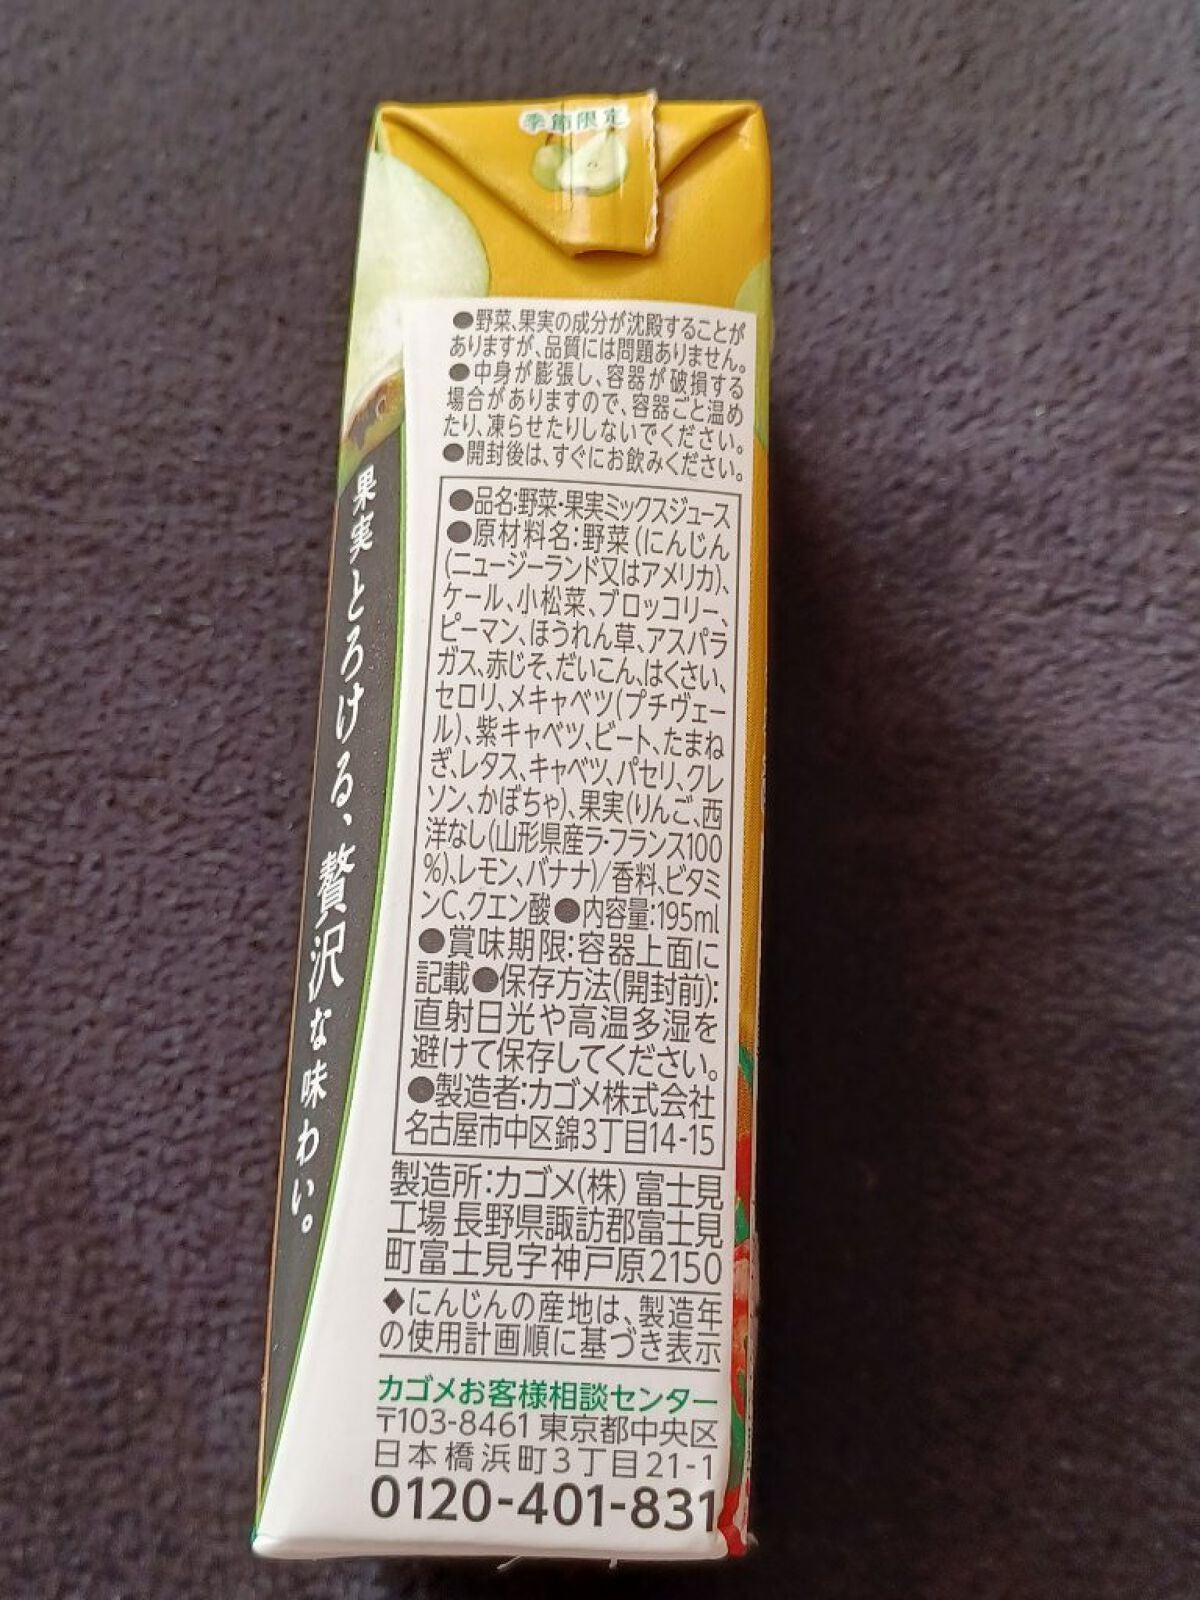 季節限定
●野菜、果実の成分が沈殿することが
ありますが、品質には問題ありません。
●中身が膨張し、容器が破損する
場合がありますので、容器ごと温め
たり、凍らせたりしないでください。
●開封後は、すぐにお飲みください。
●品名:野菜・果実ミックスジュース
●原材料名:野菜(にんじん
(ニュージーランド又はアメリカ)、
ケール、小松菜、ブロッコリー、
ピーマン、ほうれん草、アスパラ
ガス、赤じそ、だいこん、はくさい、
セロリ、メキャベツ(プチヴェー
ル)、紫キャベツ、ビート、たまね
ぎ、レタス、キャベツ、パセリ、クレ
ソン、かぼちゃ)、果実(りんご、西
洋なし(山形県産ラ・フランス100
%)、レモン、バナナ)/香料、ビタミ
ンC、クエン酸●内容量:195ml
●賞味期限:容器上面に
記載●保存方法(開封前):
直射日光や高温多湿を
避けて保存してください。
●製造者:カゴメ株式会社
名古屋市中区錦3丁目14-15
製造所:カゴメ(株)富士見
工場 長野県諏訪郡富士見
町富士見字神戸原2150
◆にんじんの産地は、製造年
の使用計画順に基づき表示
カゴメお客様相談センター
〒103-8461 東京都中央区
日本橋浜町3丁目21-1
0120-401-831
果実とろける、贅沢な味わい。